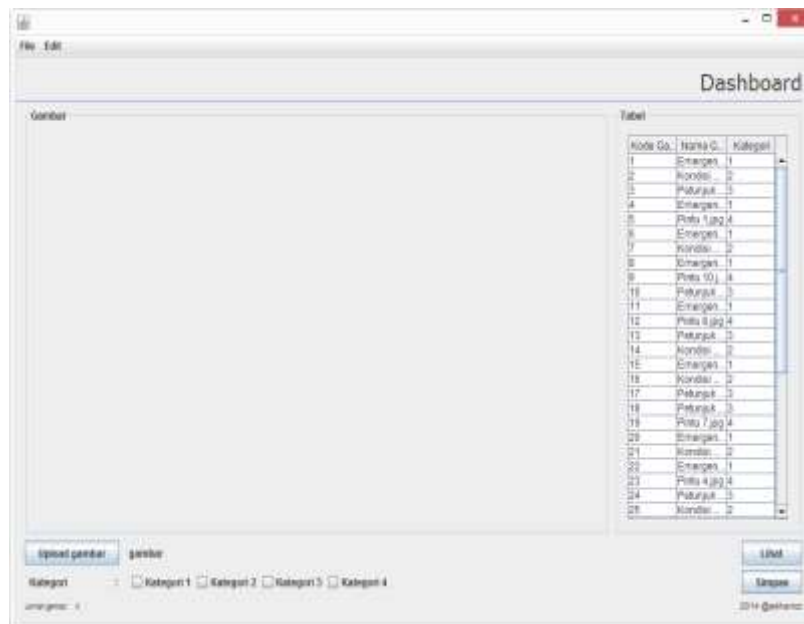 File Edit
Dashboard
Gambar
Tabel
Kode Ga... Nama G... Kategori
1 Emergen... 1
2 Kondisi ... 2
3 Petunjuk ... 3
4 Emergen... 1
5 Pintu 1.jpg 4
6 Emergen... 1
7 Kondisi ... 2
8 Emergen... 1
9 Pintu 10.j... 4
10 Petunjuk ... 3
11 Emergen... 1
12 Pintu 8.jpg 4
13 Petunjuk ... 3
14 Kondisi ... 2
15 Emergen... 1
16 Kondisi ... 2
17 Petunjuk ... 3
18 Petunjuk ... 3
19 Pintu 7.jpg 4
20 Emergen... 1
21 Kondisi ... 2
22 Emergen... 1
23 Pintu 4.jpg 4
24 Petunjuk ... 3
25 Kondisi ... 2
Upload gambar gambar
Lihat
Kategori : Kategori 1 Kategori 2 Kategori 3 Kategori 4
Simpan
2014